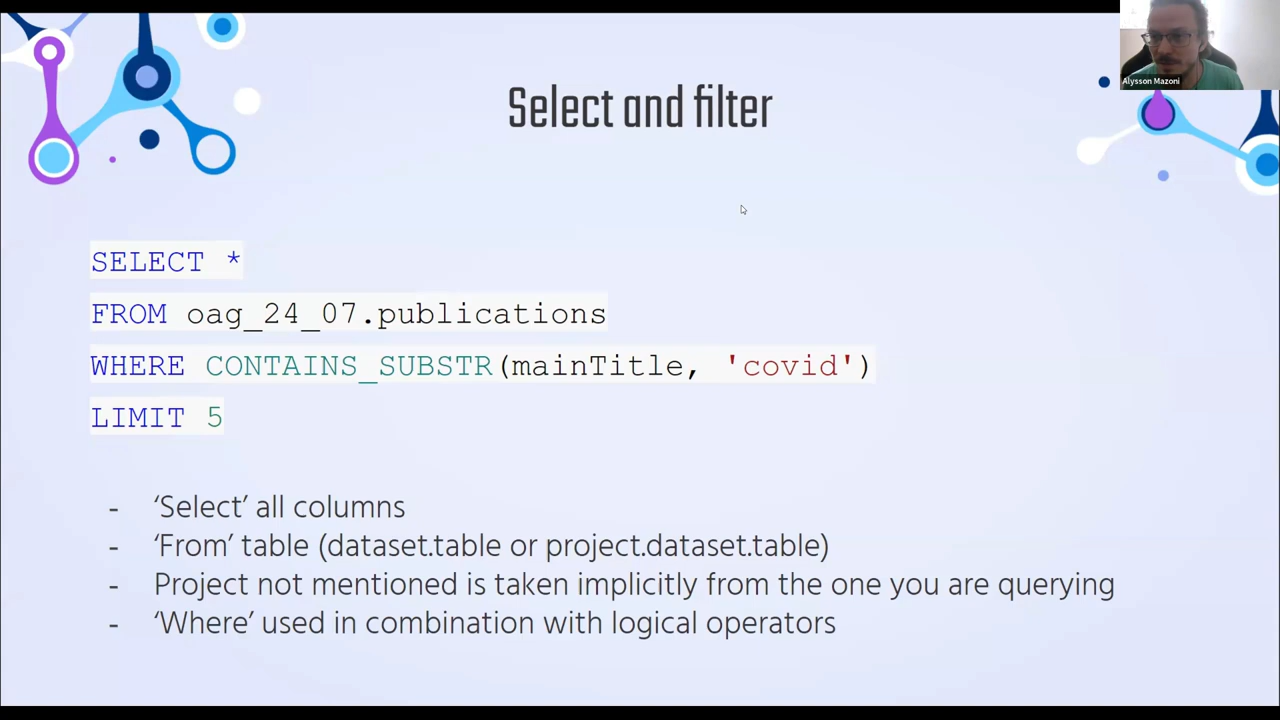 Alysson Mazoni
Select and filter
SELECT *
FROM oag_24_07.publications
WHERE CONTAINS_SUBSTR(mainTitle, 'covid')
LIMIT 5
- ‘Select’ all columns
- ‘From’ table (dataset.table or project.dataset.table)
- Project not mentioned is taken implicitly from the one you are querying
- ‘Where’ used in combination with logical operators